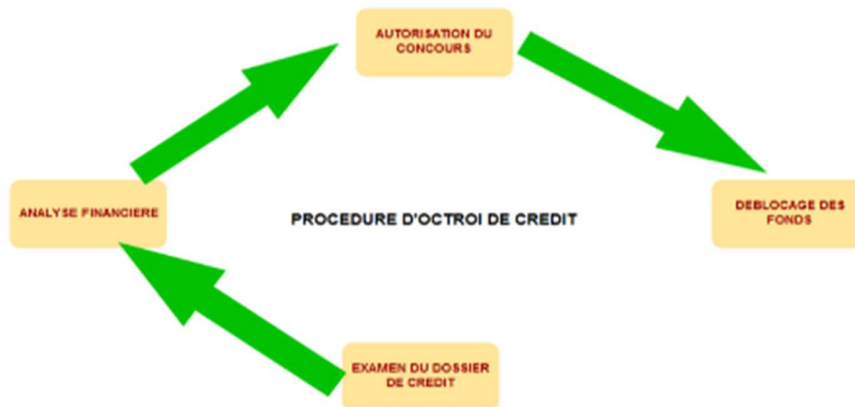 AUTORISATION DU
CONCOURS
ANALYSE FINANCIERE
PROCEDURE D'OCTROI DE CREDIT
DEBLOCAGE DES
FONDS
EXAMEN DU DOSSIER
DE CREDIT